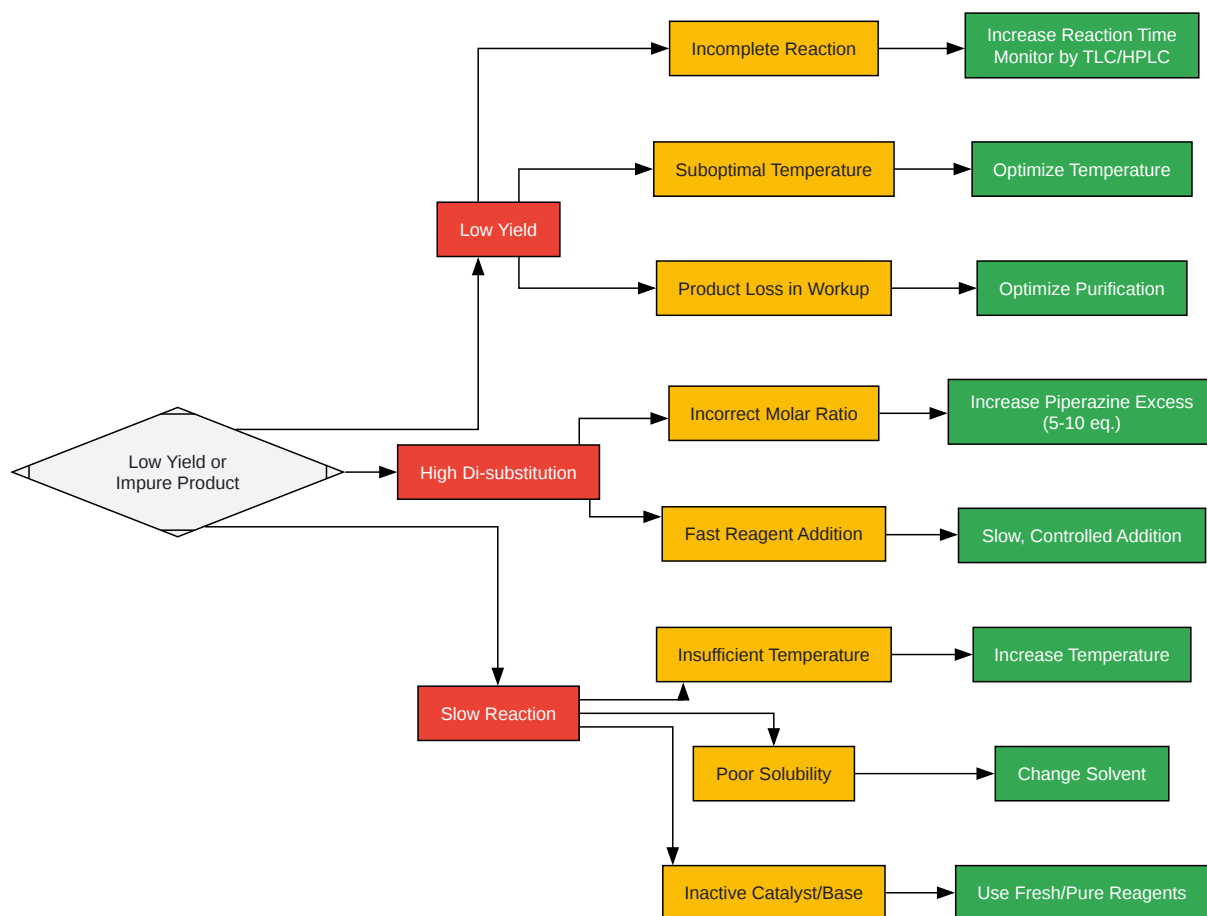 Incomplete Reaction
Increase Reaction Time
Monitor by TLC/HPLC
Suboptimal Temperature
Optimize Temperature
Low Yield
Product Loss in Workup
Optimize Purification
Incorrect Molar Ratio
Increase Piperazine Excess
(5-10 eq.)
Low Yield or
Impure Product
High Di-substitution
Fast Reagent Addition
Slow, Controlled Addition
Insufficient Temperature
Increase Temperature
Slow Reaction
Poor Solubility
Change Solvent
Inactive Catalyst/Base
Use Fresh/Pure Reagents